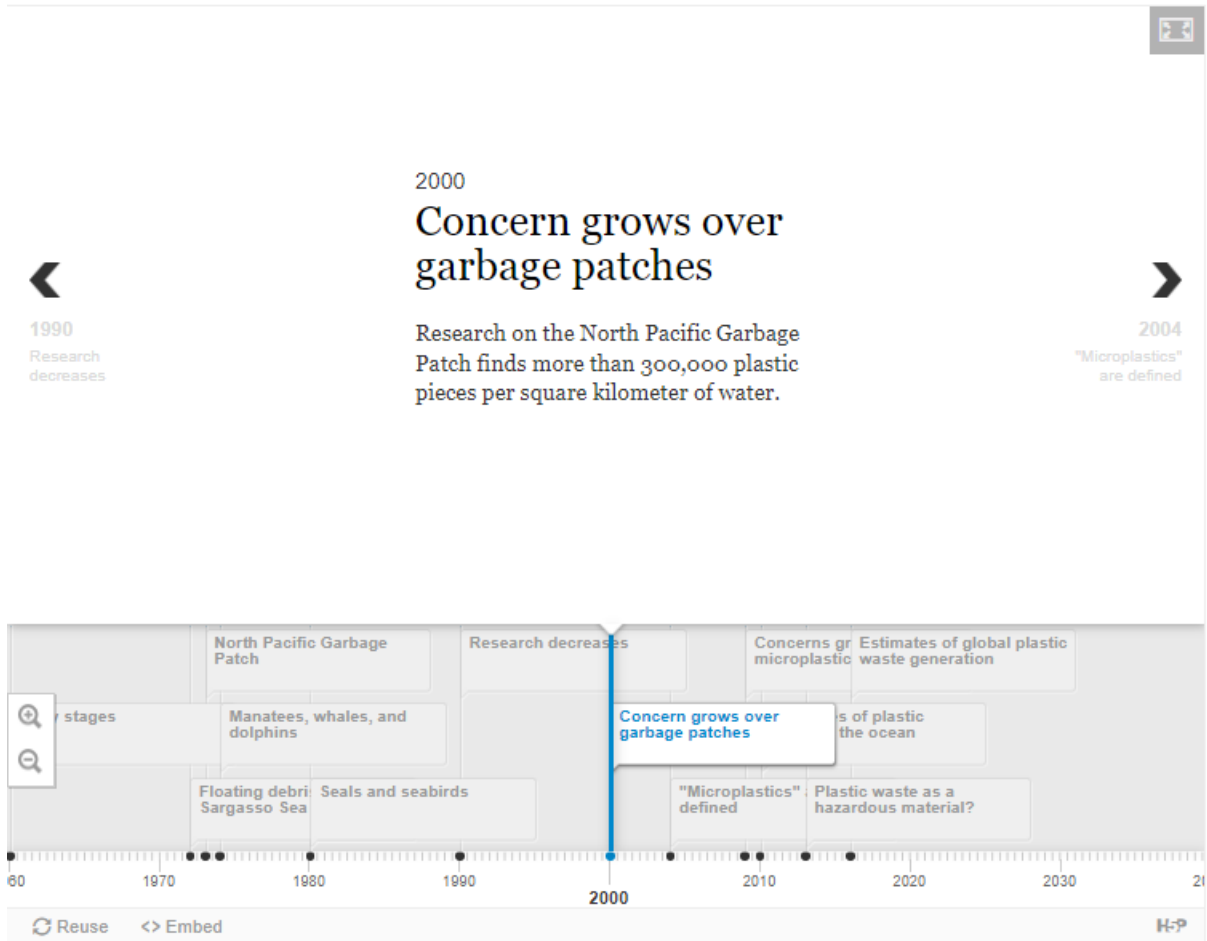 2000
Concern grows over
garbage patches
1990
Research
decreases
Research on the North Pacific Garbage
Patch finds more than 300,000 plastic
pieces per square kilometer of water.
2004
"Microplastics"
are defined
North Pacific Garbage
Patch
Research decreases
Concerns gr
microplastic
Estimates of global plastic
waste generation
stages
Manatees, whales, and
dolphins
Concern grows over
garbage patches
s of plastic
the ocean
Floating debri
Sargasso Sea
Seals and seabirds
"Microplastics"
defined
Plastic waste as a
hazardous material?
60 1970 1980 1990 2000 2010 2020 2030
Reuse <> Embed H5P